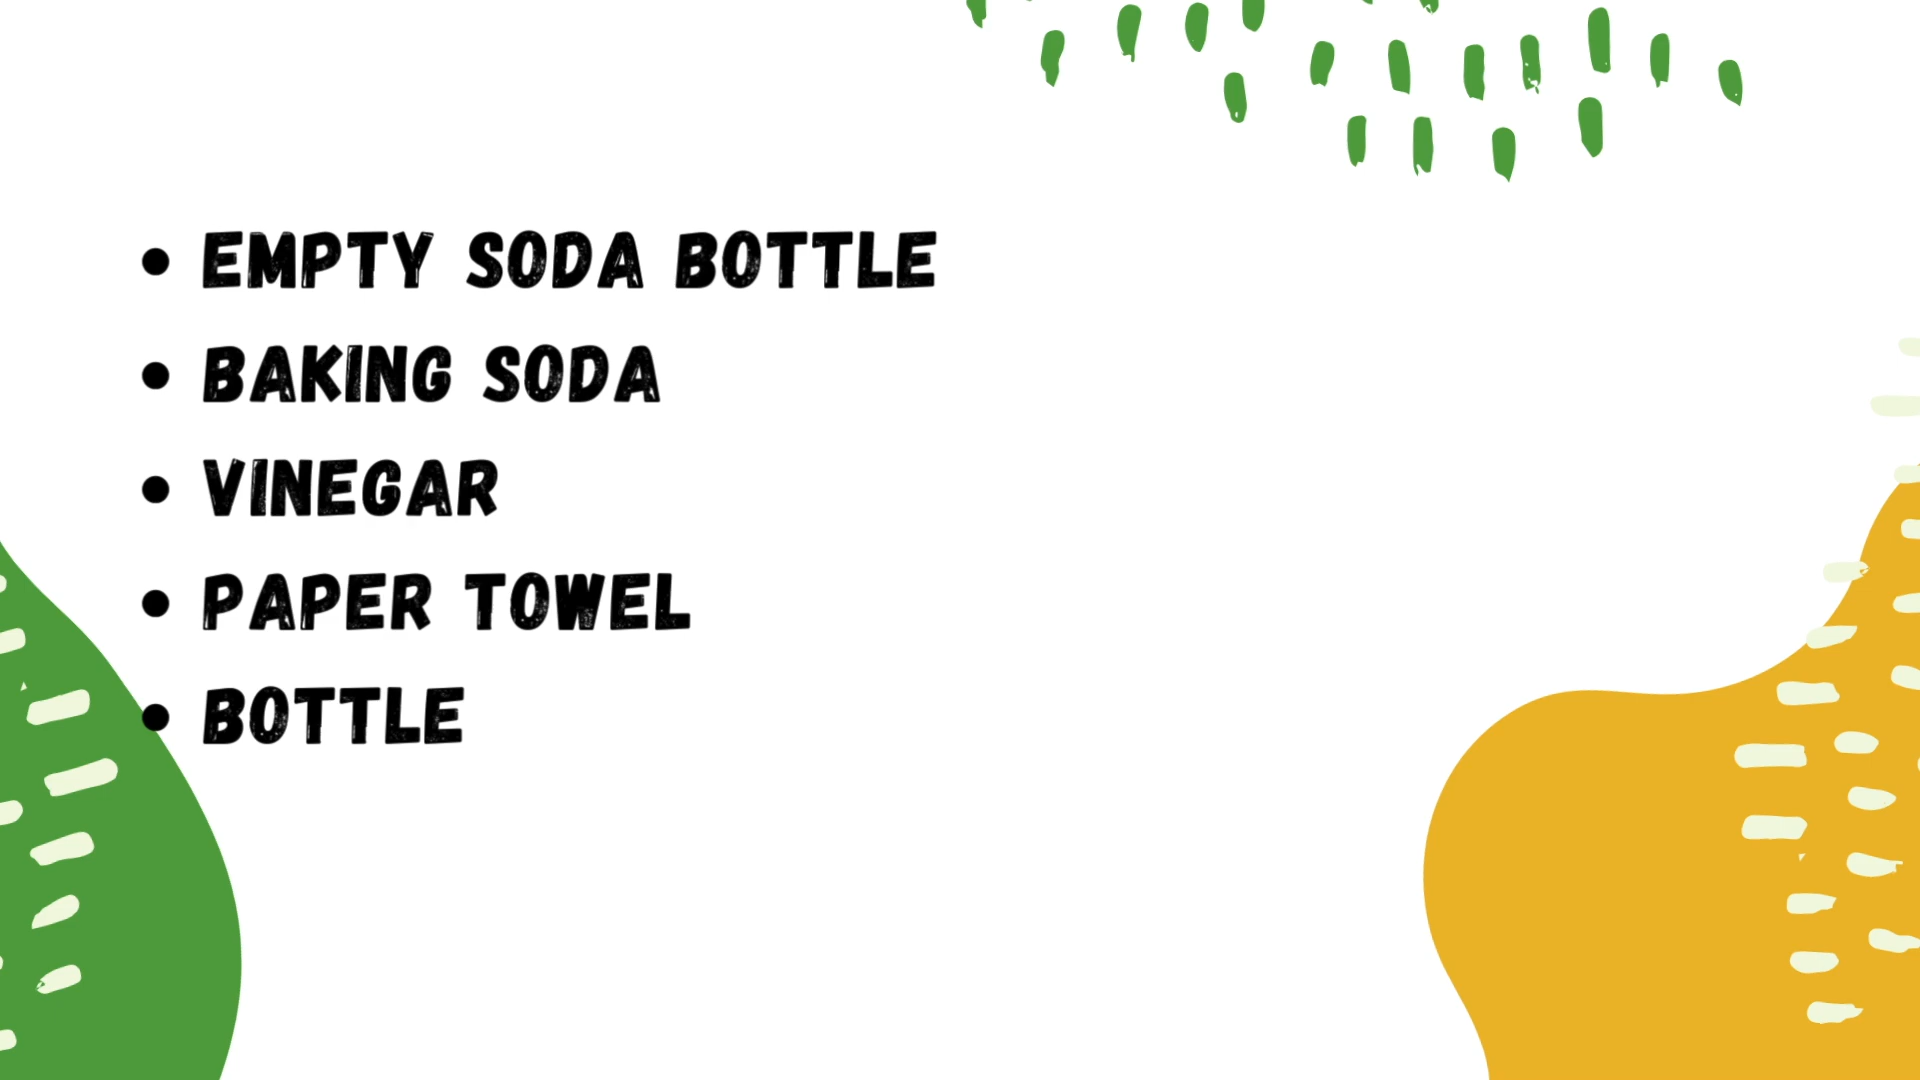 • EMPTY SODA BOTTLE
• BAKING SODA
• VINEGAR
• PAPER TOWEL
• BOTTLE